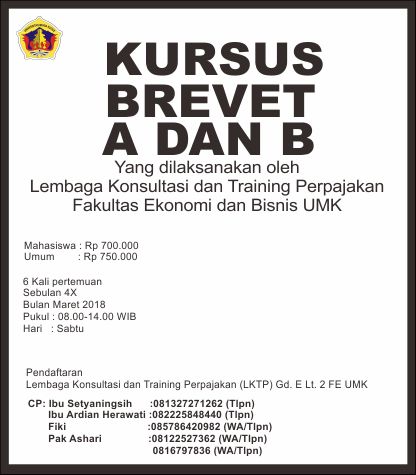 KURSUS
BREVET
A DAN B
Yang dilaksanakan oleh
Lembaga Konsultasi dan Training Perpajakan
Fakultas Ekonomi dan Bisnis UMK
Mahasiswa : Rp 700.000
Umum : Rp 750.000
6 Kali pertemuan
Sebulan 4X
Bulan Maret 2018
Pukul : 08.00-14.00 WIB
Hari : Sabtu
Pendaftaran
Lembaga Konsultasi dan Training Perpajakan (LKTP) Gd. E Lt. 2 FE UMK
CP: Ibu Setyaningsih :081327271262 (Tlpn)
Ibu Ardian Herawati :082225848440 (Tlpn)
Fiki :085786420982 (WA/Tlpn)
Pak Ashari :08122527362 (WA/Tlpn)
0816797836 (WA/Tlpn)